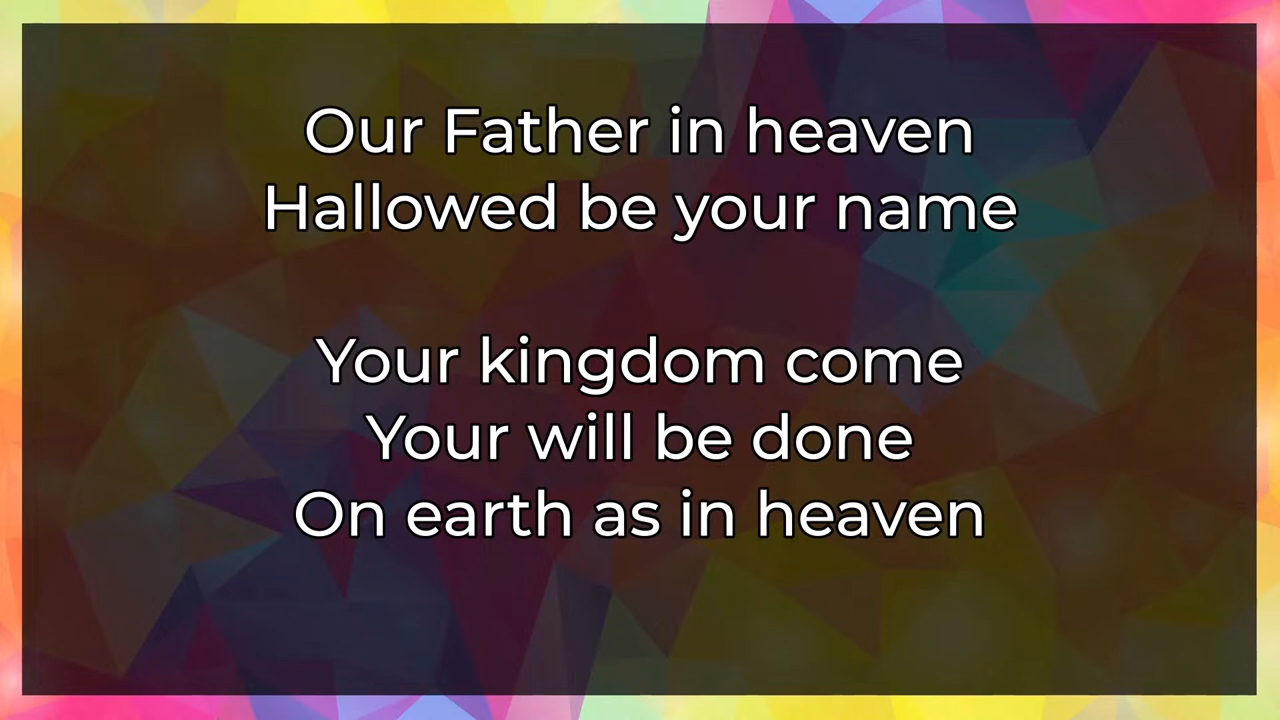 Our Father in heaven
Hallowed be your name
Your kingdom come
Your will be done
On earth as in heaven